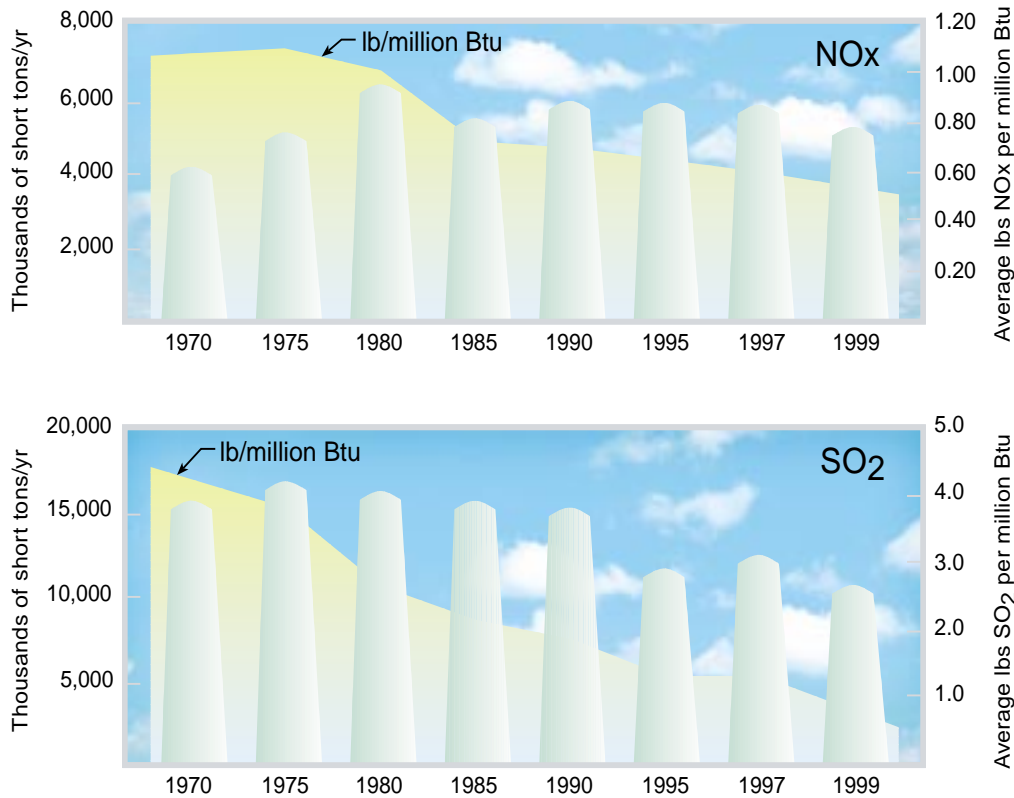 8,000
6,000
4,000
2,000
Thousands of short tons/yr
lb/million Btu
NOx
1.20
1.00
0.80
0.60
0.40
0.20
Average lbs NOx per million Btu
1970 1975 1980 1985 1990 1995 1997 1999
20,000
15,000
10,000
5,000
Thousands of short tons/yr
lb/million Btu
SO2
5.0
4.0
3.0
2.0
1.0
Average lbs SO2 per million Btu
1970 1975 1980 1985 1990 1995 1997 1999